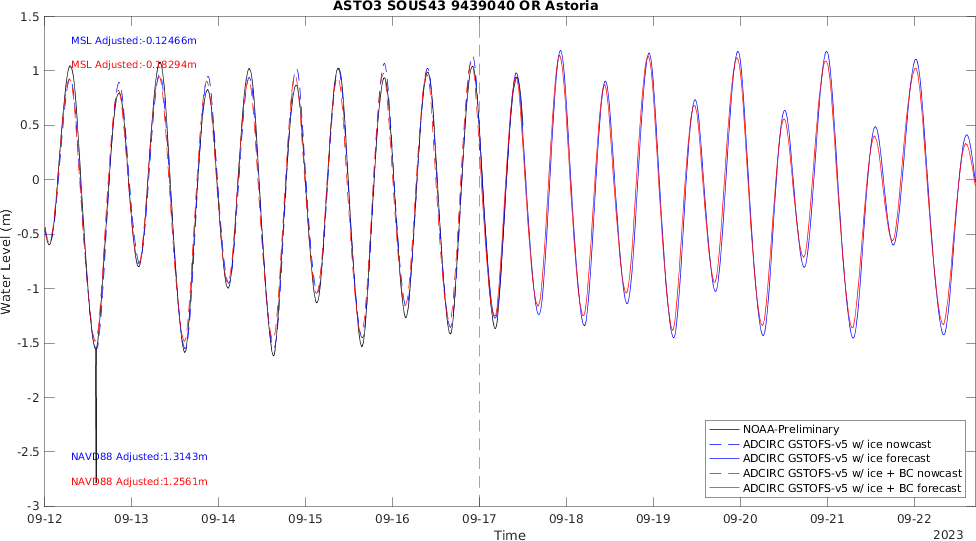 ASTO3 SOUS43 9439040 OR Astoria
1.5
MSL Adjusted:-0.12466m
MSL Adjusted:-0.18294m
1
0.5
0
-0.5
-1
-1.5
-2
-2.5
-3
Water Level (m)
NAVD88 Adjusted:1.3143m
NAVD88 Adjusted:1.2561m
NOAA-Preliminary
ADCIRC GSTOFS-v5 w/ ice nowcast
ADCIRC GSTOFS-v5 w/ ice forecast
ADCIRC GSTOFS-v5 w/ ice + BC nowcast
ADCIRC GSTOFS-v5 w/ ice + BC forecast
09-12 09-13 09-14 09-15 09-16 09-17 09-18 09-19 09-20 09-21 09-22
Time
2023